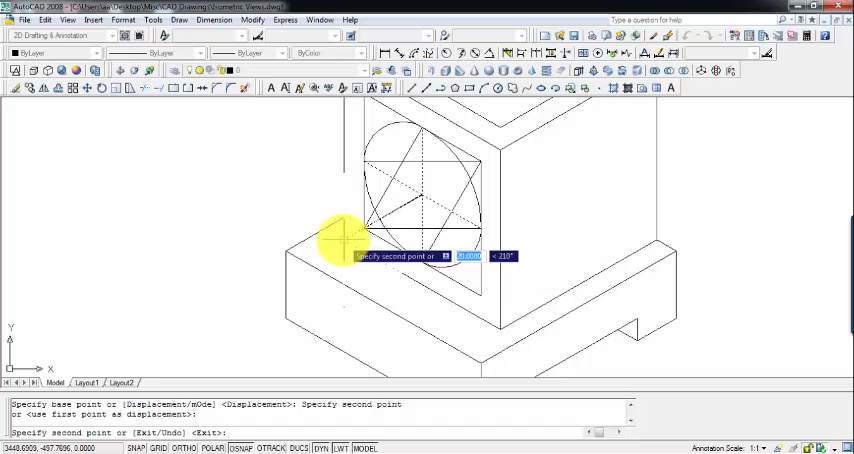 AutoCAD 2008 - [C:\Users\aa\Desktop\Misc\CAD Drawings\Isometric Views.dwg]
File Edit View Insert Format Tools Draw Dimension Modify Express Window Help
Type a question for help
2D Drafting & Annotation
ByLayer
ByLayer
ByColor
0
Specify second point or 20.0000 < 210°
Y
X
Model Layout1 Layout2
Specify base point or [Displacement/mOde] <Displacement>: Specify second point
or <use first point as displacement>:
Specify second point or [Exit/Undo] <Exit>:
3448.6909, -497.7696, 0.0000 SNAP GRID ORTHO POLAR OSNAP OTRACK DUCS DYN LWT MODEL Annotation Scale: 1:1